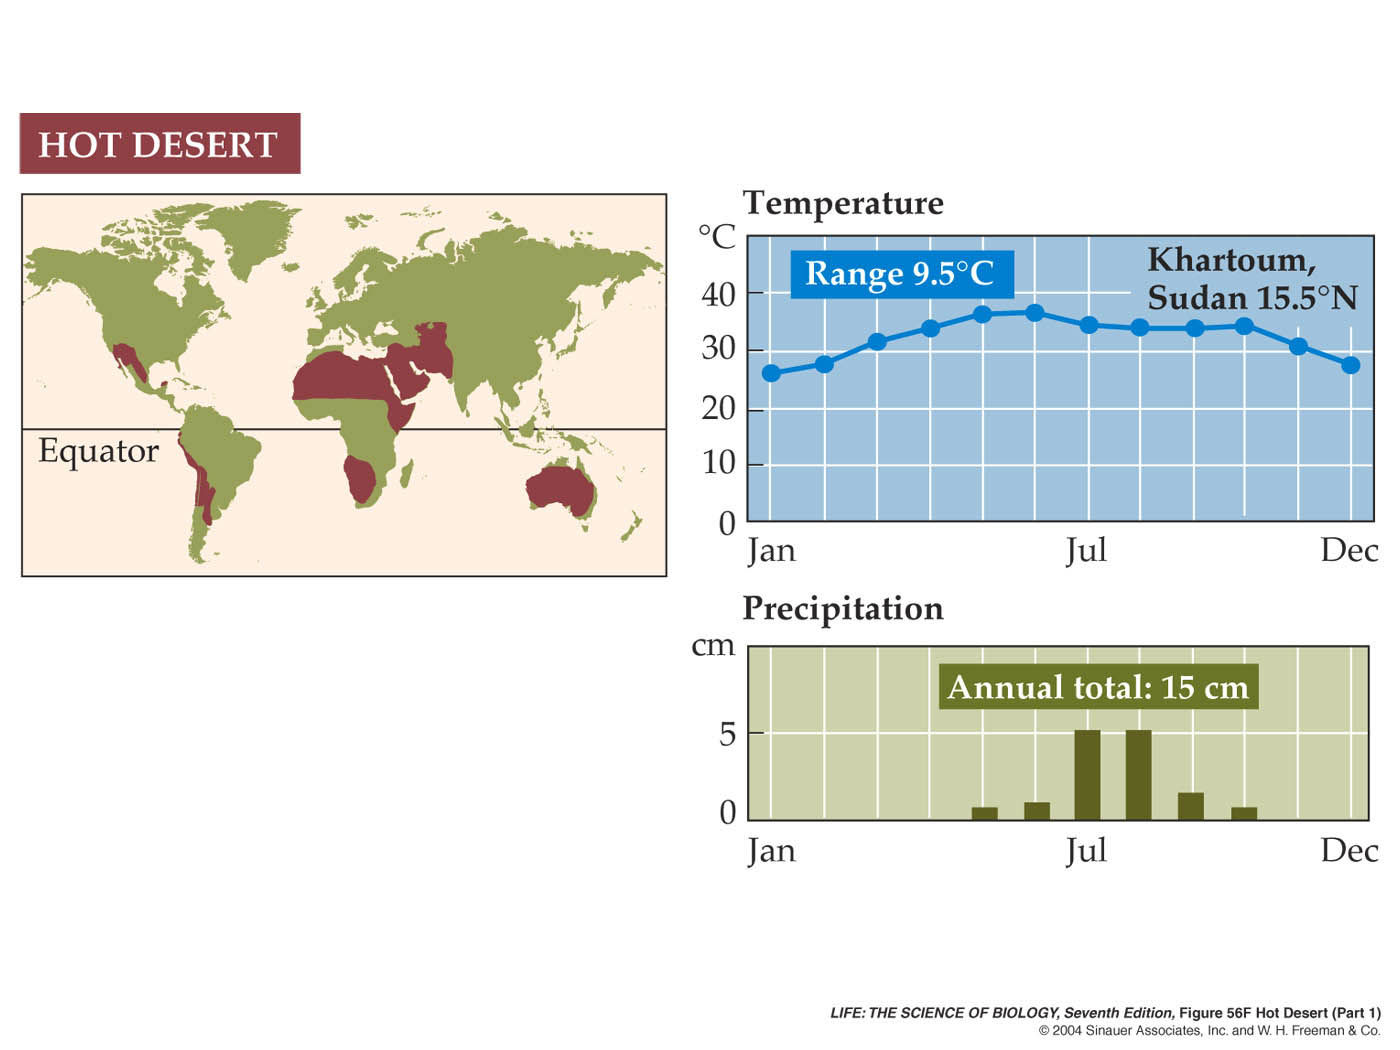 HOT DESERT
Equator
Temperature
°C
Range 9.5°C
Khartoum,
Sudan 15.5°N
40
30
20
10
0
Jan Jul Dec
Precipitation
cm
Annual total: 15 cm
5
0
Jan Jul Dec
LIFE: THE SCIENCE OF BIOLOGY, Seventh Edition, Figure 56F Hot Desert (Part 1)
© 2004 Sinauer Associates, Inc. and W. H. Freeman & Co.